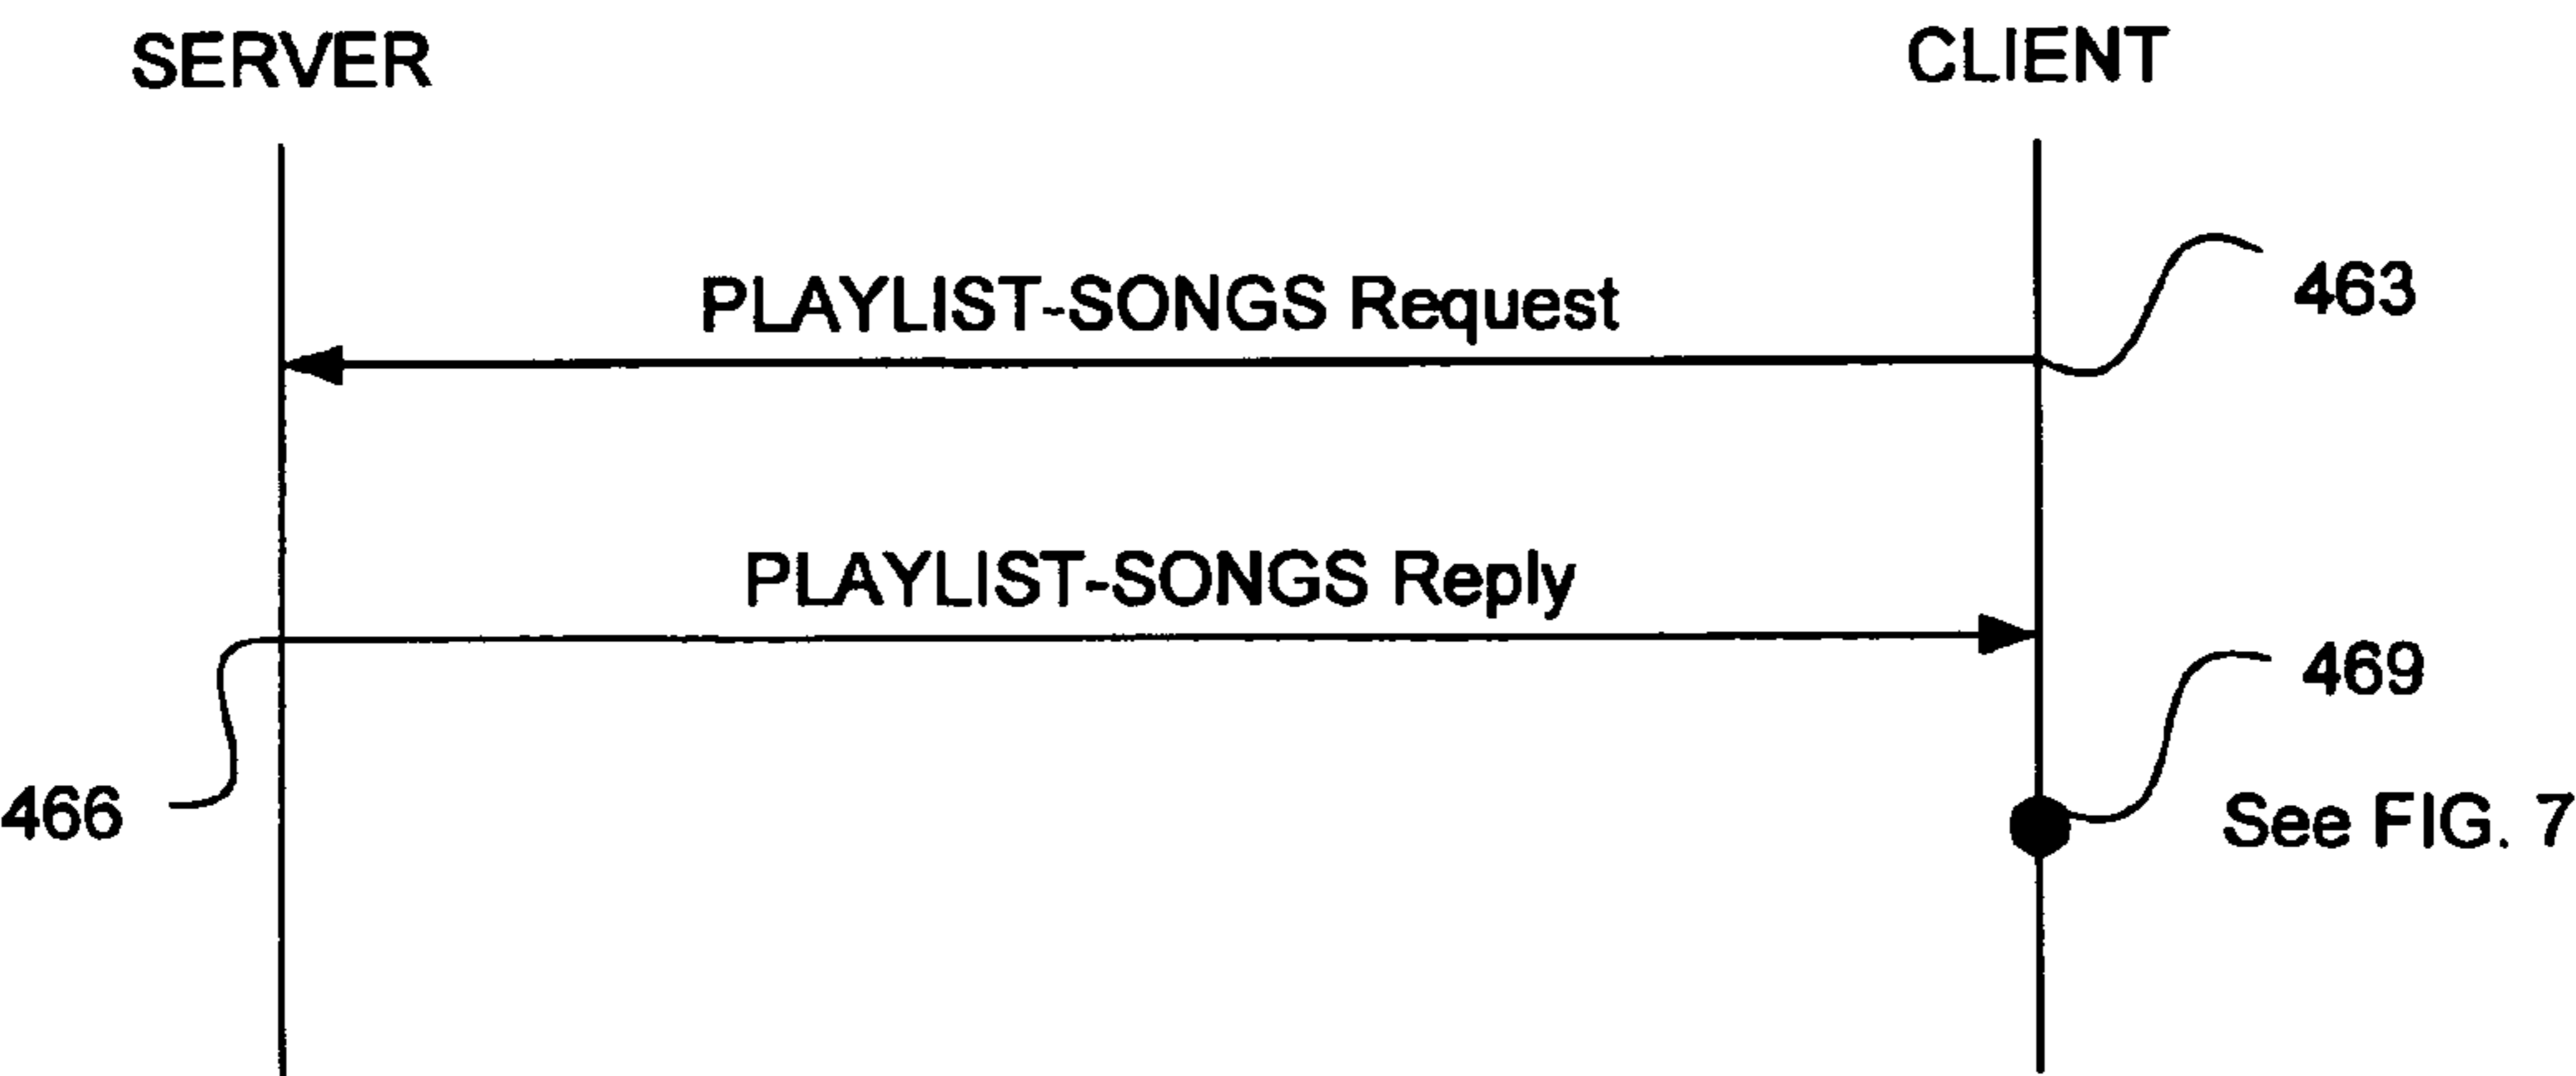 SERVER
CLIENT
PLAYLIST-SONGS Request
463
PLAYLIST-SONGS Reply
469
466
See FIG. 7